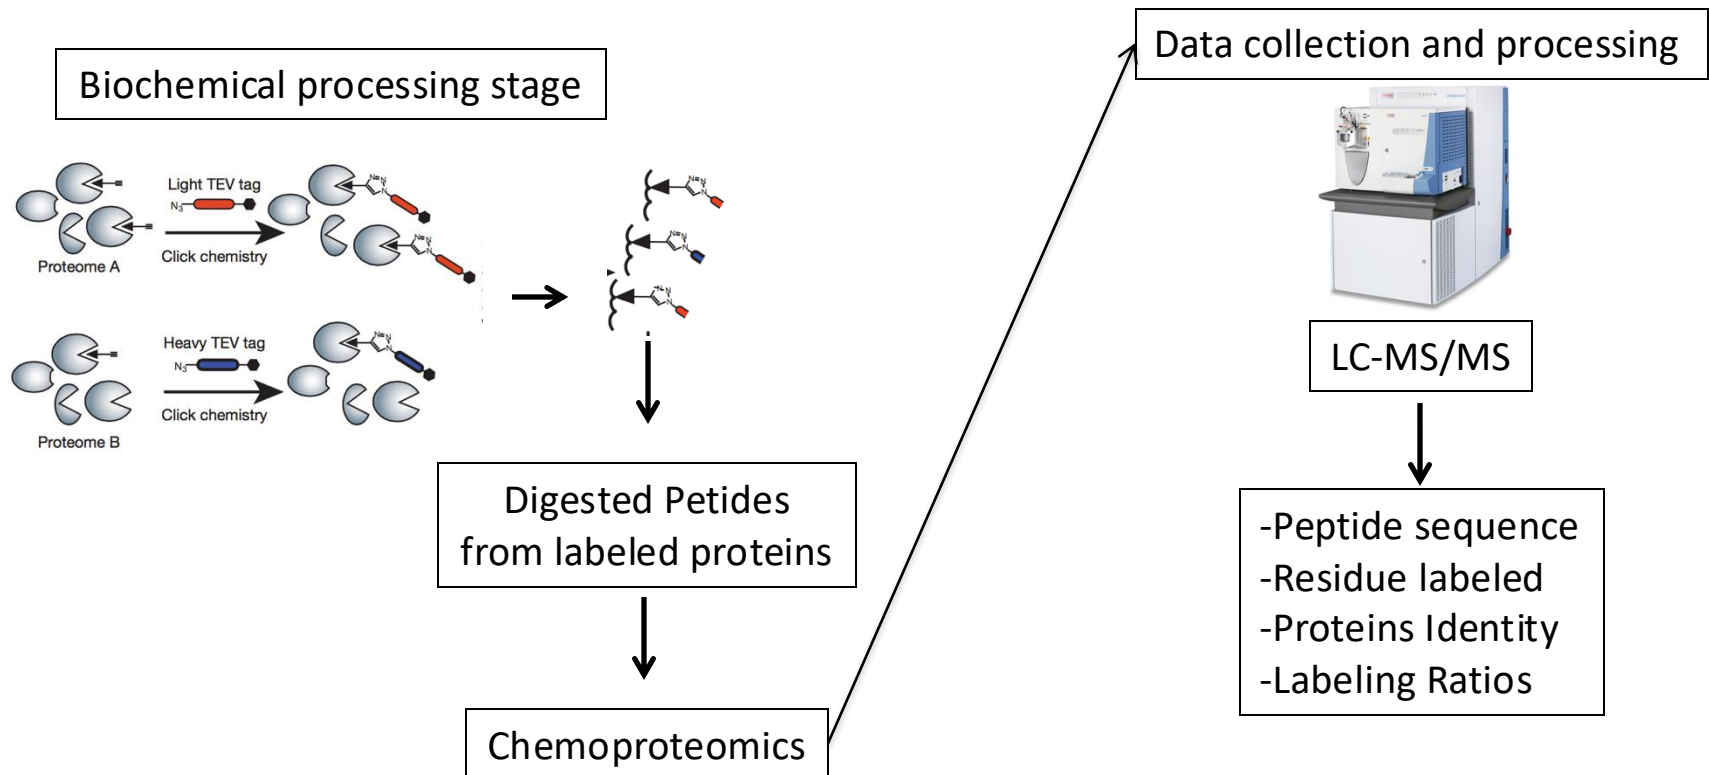 Biochemical processing stage
Light TEV tag
N₃
Click chemistry
Proteome A
Heavy TEV tag
N₃
Click chemistry
Proteome B
N=N
N
N=N
N
N=N
N
N=N
N
N=N
N
N
N
Digested Petides
from labeled proteins
Chemoproteomics
Data collection and processing
LC-MS/MS
-Peptide sequence
-Residue labeled
-Proteins Identity
-Labeling Ratios